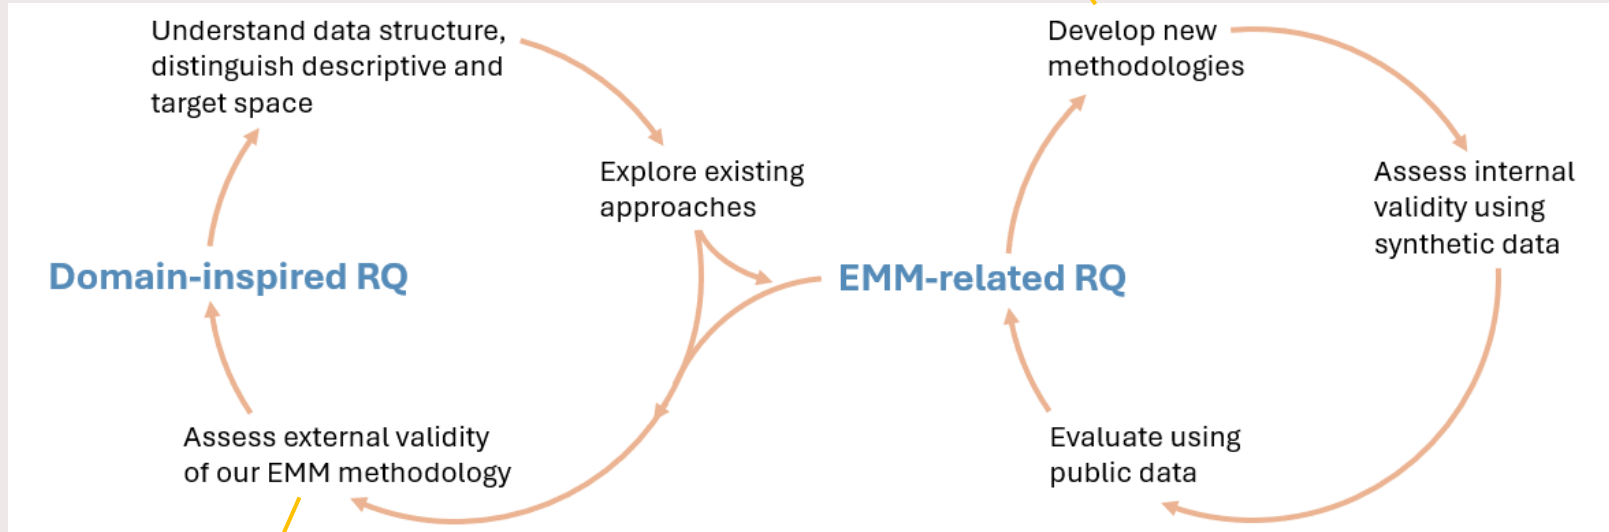 Understand data structure,
distinguish descriptive and
target space
Explore existing
approaches
Domain-inspired RQ
Assess external validity
of our EMM methodology
EMM-related RQ
Develop new
methodologies
Assess internal
validity using
synthetic data
Evaluate using
public data